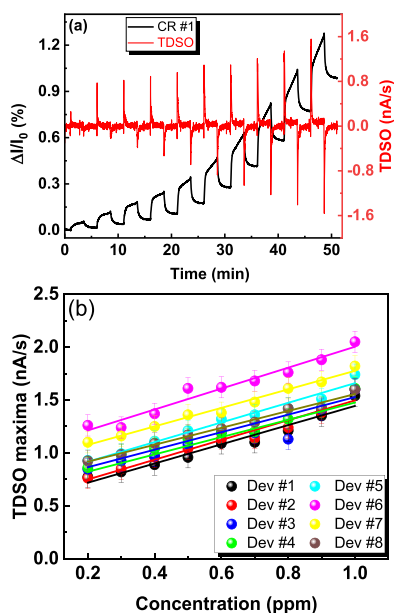 (a)
CR #1
TDSO
ΔI/I₀ (%)
1.2
0.9
0.6
0.3
0.0
1.6
0.8
0.0
-0.8
-1.6
TDSO (nA/s)
0 10 20 30 40 50
Time (min)
(b)
TDSO maxima (nA/s)
2.5
2.0
1.5
1.0
0.5
0.0
Dev #1 Dev #5
Dev #2 Dev #6
Dev #3 Dev #7
Dev #4 Dev #8
0.2 0.4 0.6 0.8 1.0
Concentration (ppm)